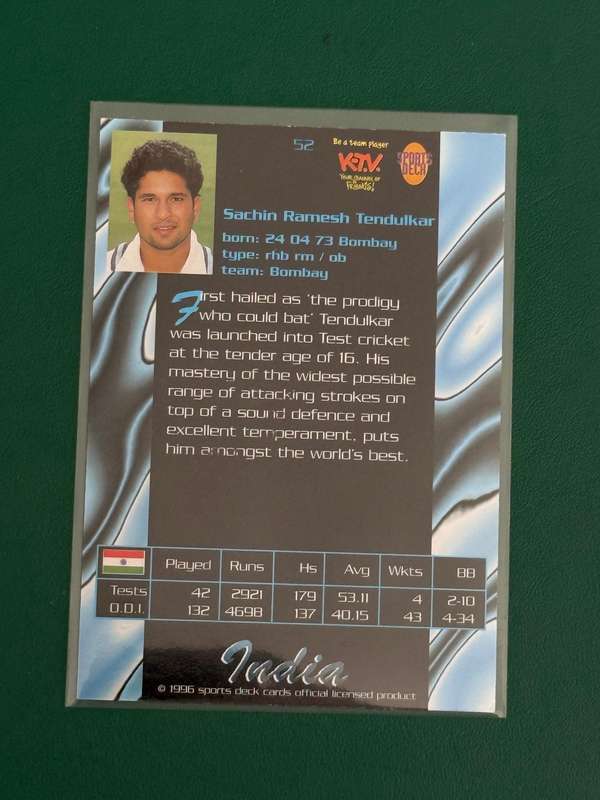 52
Be a team player
K-T.V.
YOUR CHANNEL OF FRIENDS!
SPORTS
DECK
Sachin Ramesh Tendulkar
born: 24 04 73 Bombay
type: rhb rm / ob
team: Bombay
First hailed as 'the prodigy
who could bat' Tendulkar
was launched into Test cricket
at the tender age of 16. His
mastery of the widest possible
range of attacking strokes on
top of a sound defence and
excellent temperament, puts
him amongst the world's best.
Played Runs Hs Avg Wkts BB
Tests 42 2921 179 53.11 4 2-10
O.D.I. 132 4698 137 40.15 43 4-34
India
© 1996 sports deck cards official licensed product